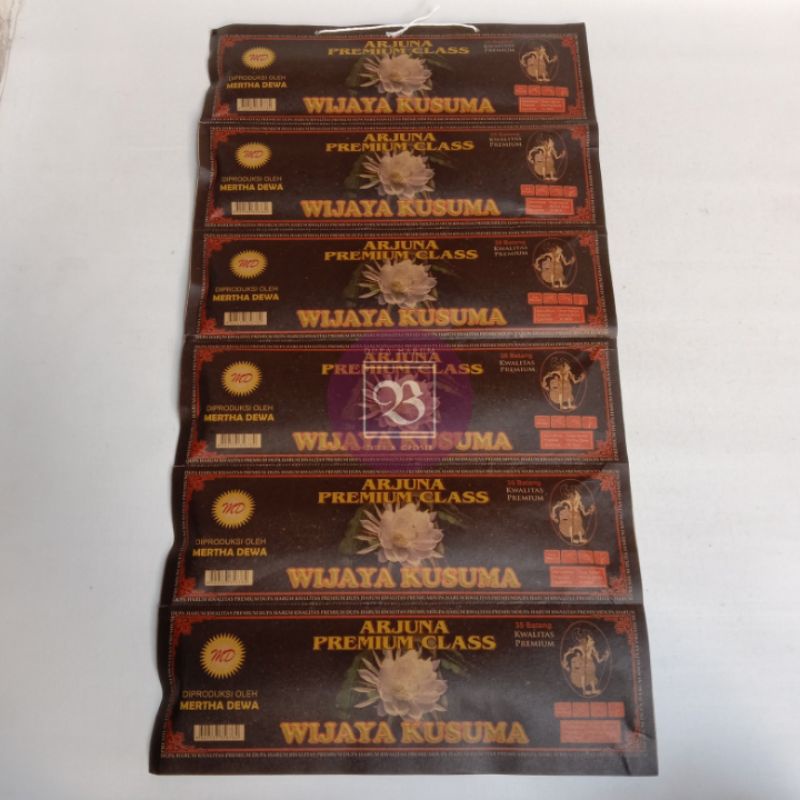 ARJUNA
PREMIUM CLASS
KWALITAS
PREMIUM
MD
DIPRODUKSI OLEH
MERTHA DEWA
WIJAYA KUSUMA
ARJUNA
PREMIUM CLASS
KWALITAS
PREMIUM
MD
DIPRODUKSI OLEH
MERTHA DEWA
WIJAYA KUSUMA
ARJUNA
PREMIUM CLASS
35 Batang
KWALITAS
PREMIUM
MD
DIPRODUKSI OLEH
MERTHA DEWA
WIJAYA KUSUMA
ARJUNA
PREMIUM CLASS
35 Batang
KWALITAS
PREMIUM
MD
B
DIPRODUKSI OLEH
MERTHA DEWA
WIJAYA KUSUMA
ARJUNA
PREMIUM CLASS
35 Batang
KWALITAS
PREMIUM
MD
DIPRODUKSI OLEH
MERTHA DEWA
WIJAYA KUSUMA
ARJUNA
PREMIUM CLASS
35 Batang
KWALITAS
PREMIUM
MD
DIPRODUKSI OLEH
MERTHA DEWA
WIJAYA KUSUMA